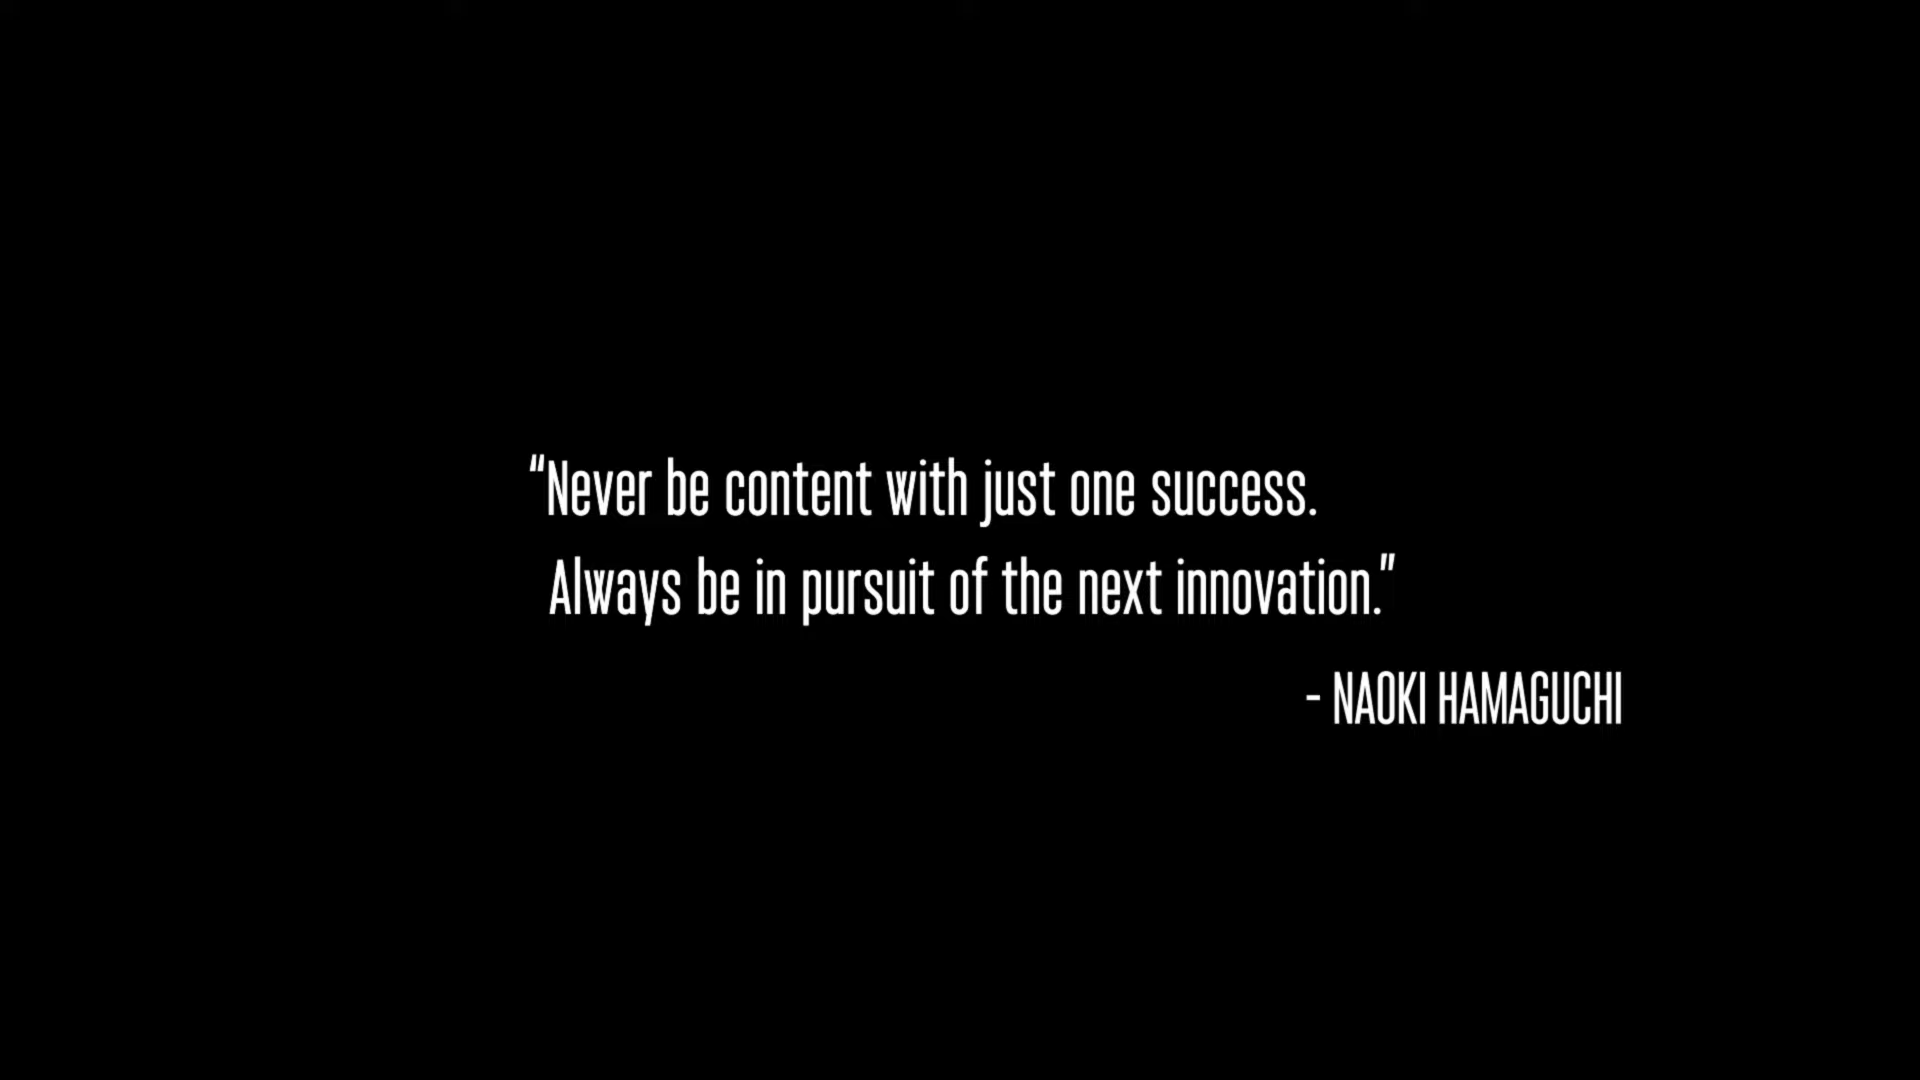 “Never be content with just one success.
Always be in pursuit of the next innovation.”
- NAOKI HAMAGUCHI